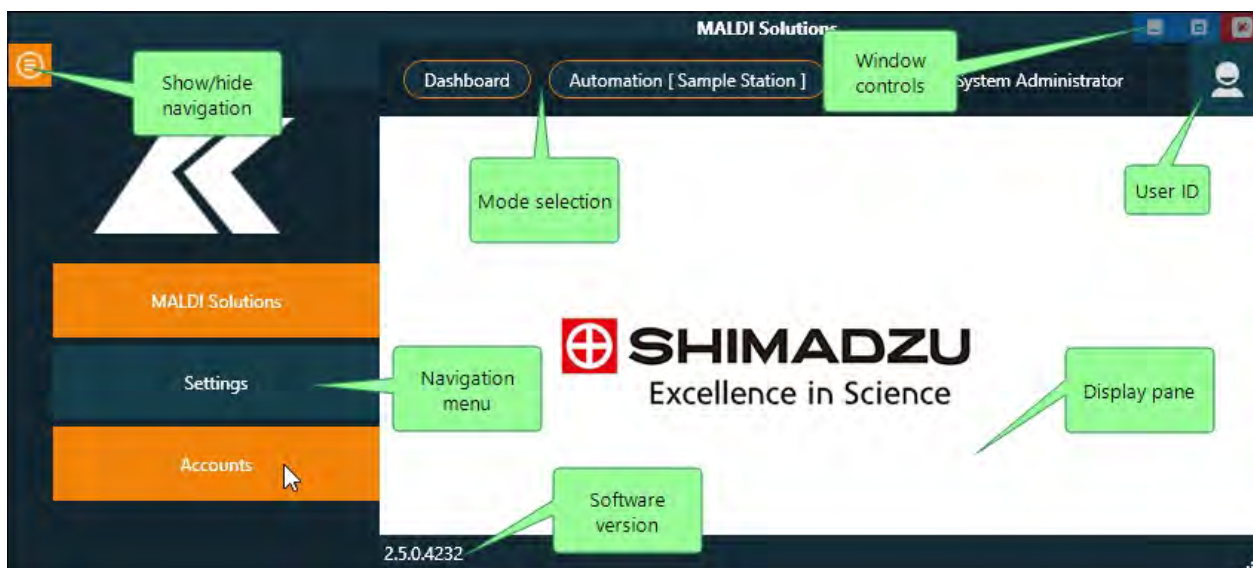 MALDI Solutions
Show/hide
navigation
Dashboard
Automation [ Sample Station ]
Window
controls
System Administrator
Mode selection
User ID
MALDI Solutions
SHIMADZU
Excellence in Science
Settings
Navigation
menu
Display pane
Accounts
Software
version
2.5.0.4232